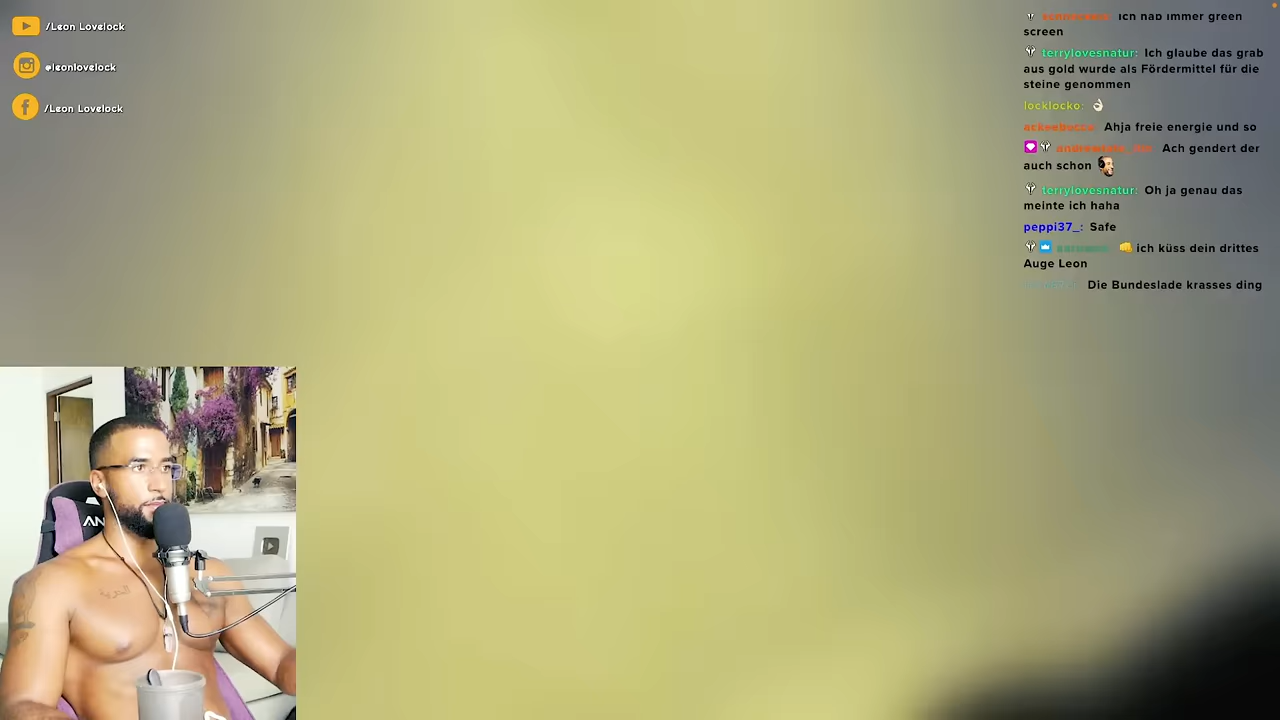 /Leon Lovelock
@leonlovelock
/Leon Lovelock
Ich hab immer green
screen
terrylovesnatur: Ich glaube das grab
aus gold wurde als Fördermittel für die
steine genommen
locklocko:
Ahja freie energie und so
Ach gendert der
auch schon
terrylovesnatur: Oh ja genau das
meinte ich haha
peppi37_: Safe
ich küss dein drittes
Auge Leon
Die Bundeslade krasses ding
AN